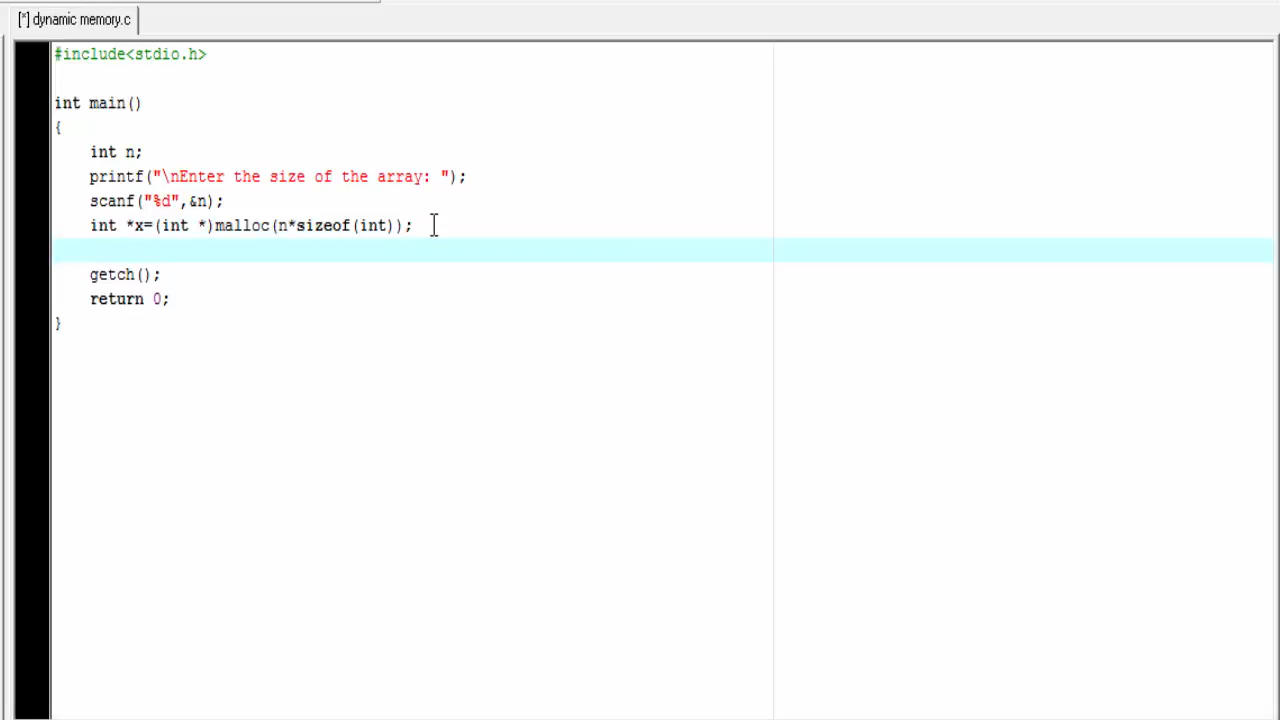 [*] dynamic memory.c
#include<stdio.h>
int main()
{
int n;
printf("\nEnter the size of the array: ");
scanf("%d",&n);
int *x=(int *)malloc(n*sizeof(int));
getch();
return 0;
}